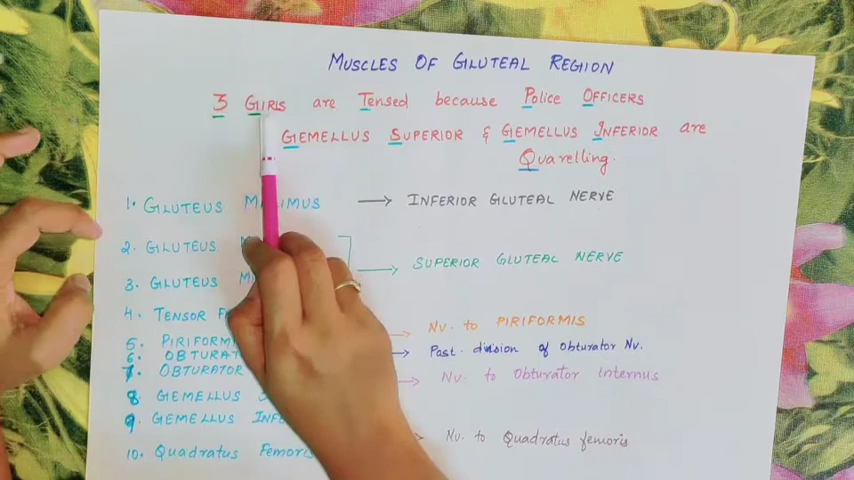 MUSCLES OF GLUTEAL REGION
3 GIRLS are Tensed because Police OFFICERS
GEMELLUS SUPERIOR & GEMELLUS INFERIOR are
Quarelling.
1. GLUTEUS M IMUS → INFERIOR GLUTEAL NERVE
2. GLUTEUS
3. GLUTEUS M → SUPERIOR GLUTEAL NERVE
4. TENSOR F
5. PIRIFORMI → Nv. to PIRIFORMIS
6. OBTURAT → Post. division of Obturator Nv.
7. OBTURATOR → Nv. to Obturator Internus
8. GEMELLUS
9. GEMELLUS INF
10. Quadratus Femoris → Nv. to Quadratus femoris